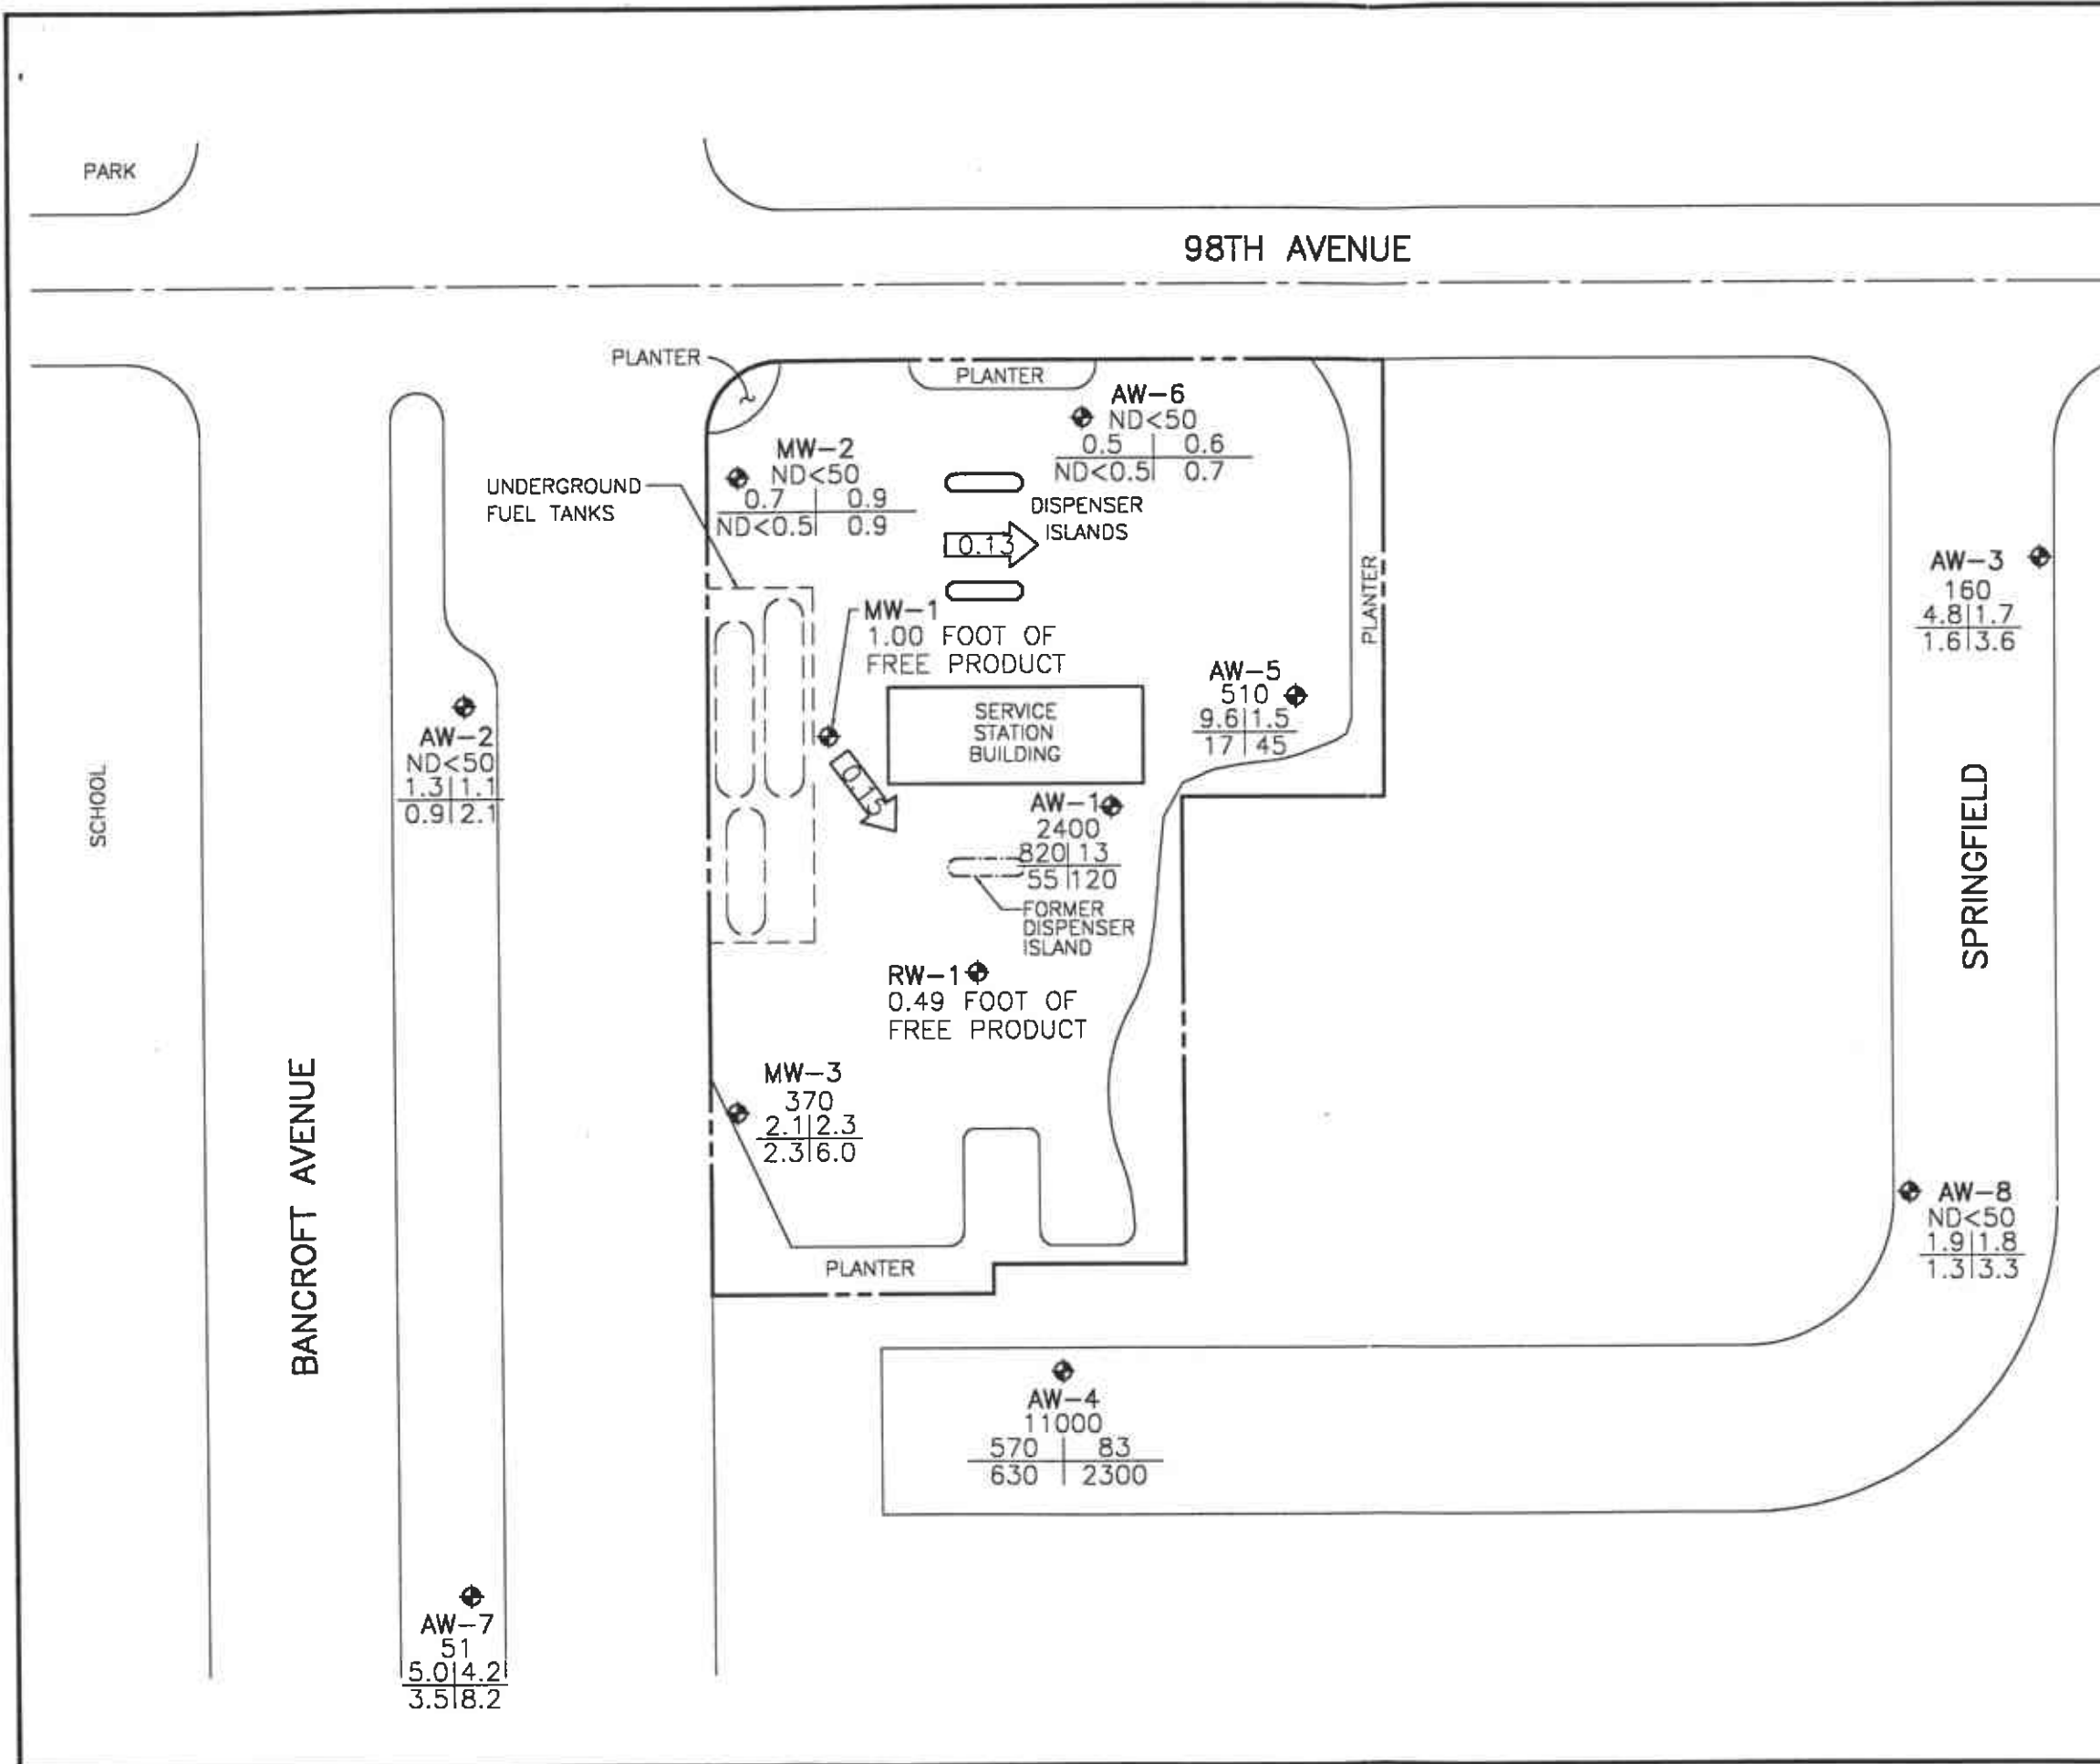 PARK
98TH AVENUE
PLANTER
PLANTER
AW-6
ND<50
0.5 | 0.6
ND<0.5 | 0.7
MW-2
ND<50
0.7 | 0.9
ND<0.5 | 0.9
UNDERGROUND
FUEL TANKS
DISPENSER
ISLANDS
0.13
PLANTER
AW-3
160
4.8|1.7
1.6|3.6
MW-1
1.00 FOOT OF
FREE PRODUCT
AW-5
510
9.6|1.5
17|45
SERVICE
STATION
BUILDING
AW-2
ND<50
1.3|1.1
0.9|2.1
0.15
SCHOOL
AW-1
2400
820|13
55|120
SPRINGFIELD
FORMER
DISPENSER
ISLAND
RW-1
0.49 FOOT OF
FREE PRODUCT
MW-3
370
2.1|2.3
2.3|6.0
BANCROFT AVENUE
AW-8
ND<50
1.9|1.8
1.3|3.3
PLANTER
AW-4
11000
570 | 83
630 | 2300
AW-7
51
5.0|4.2
3.5|8.2